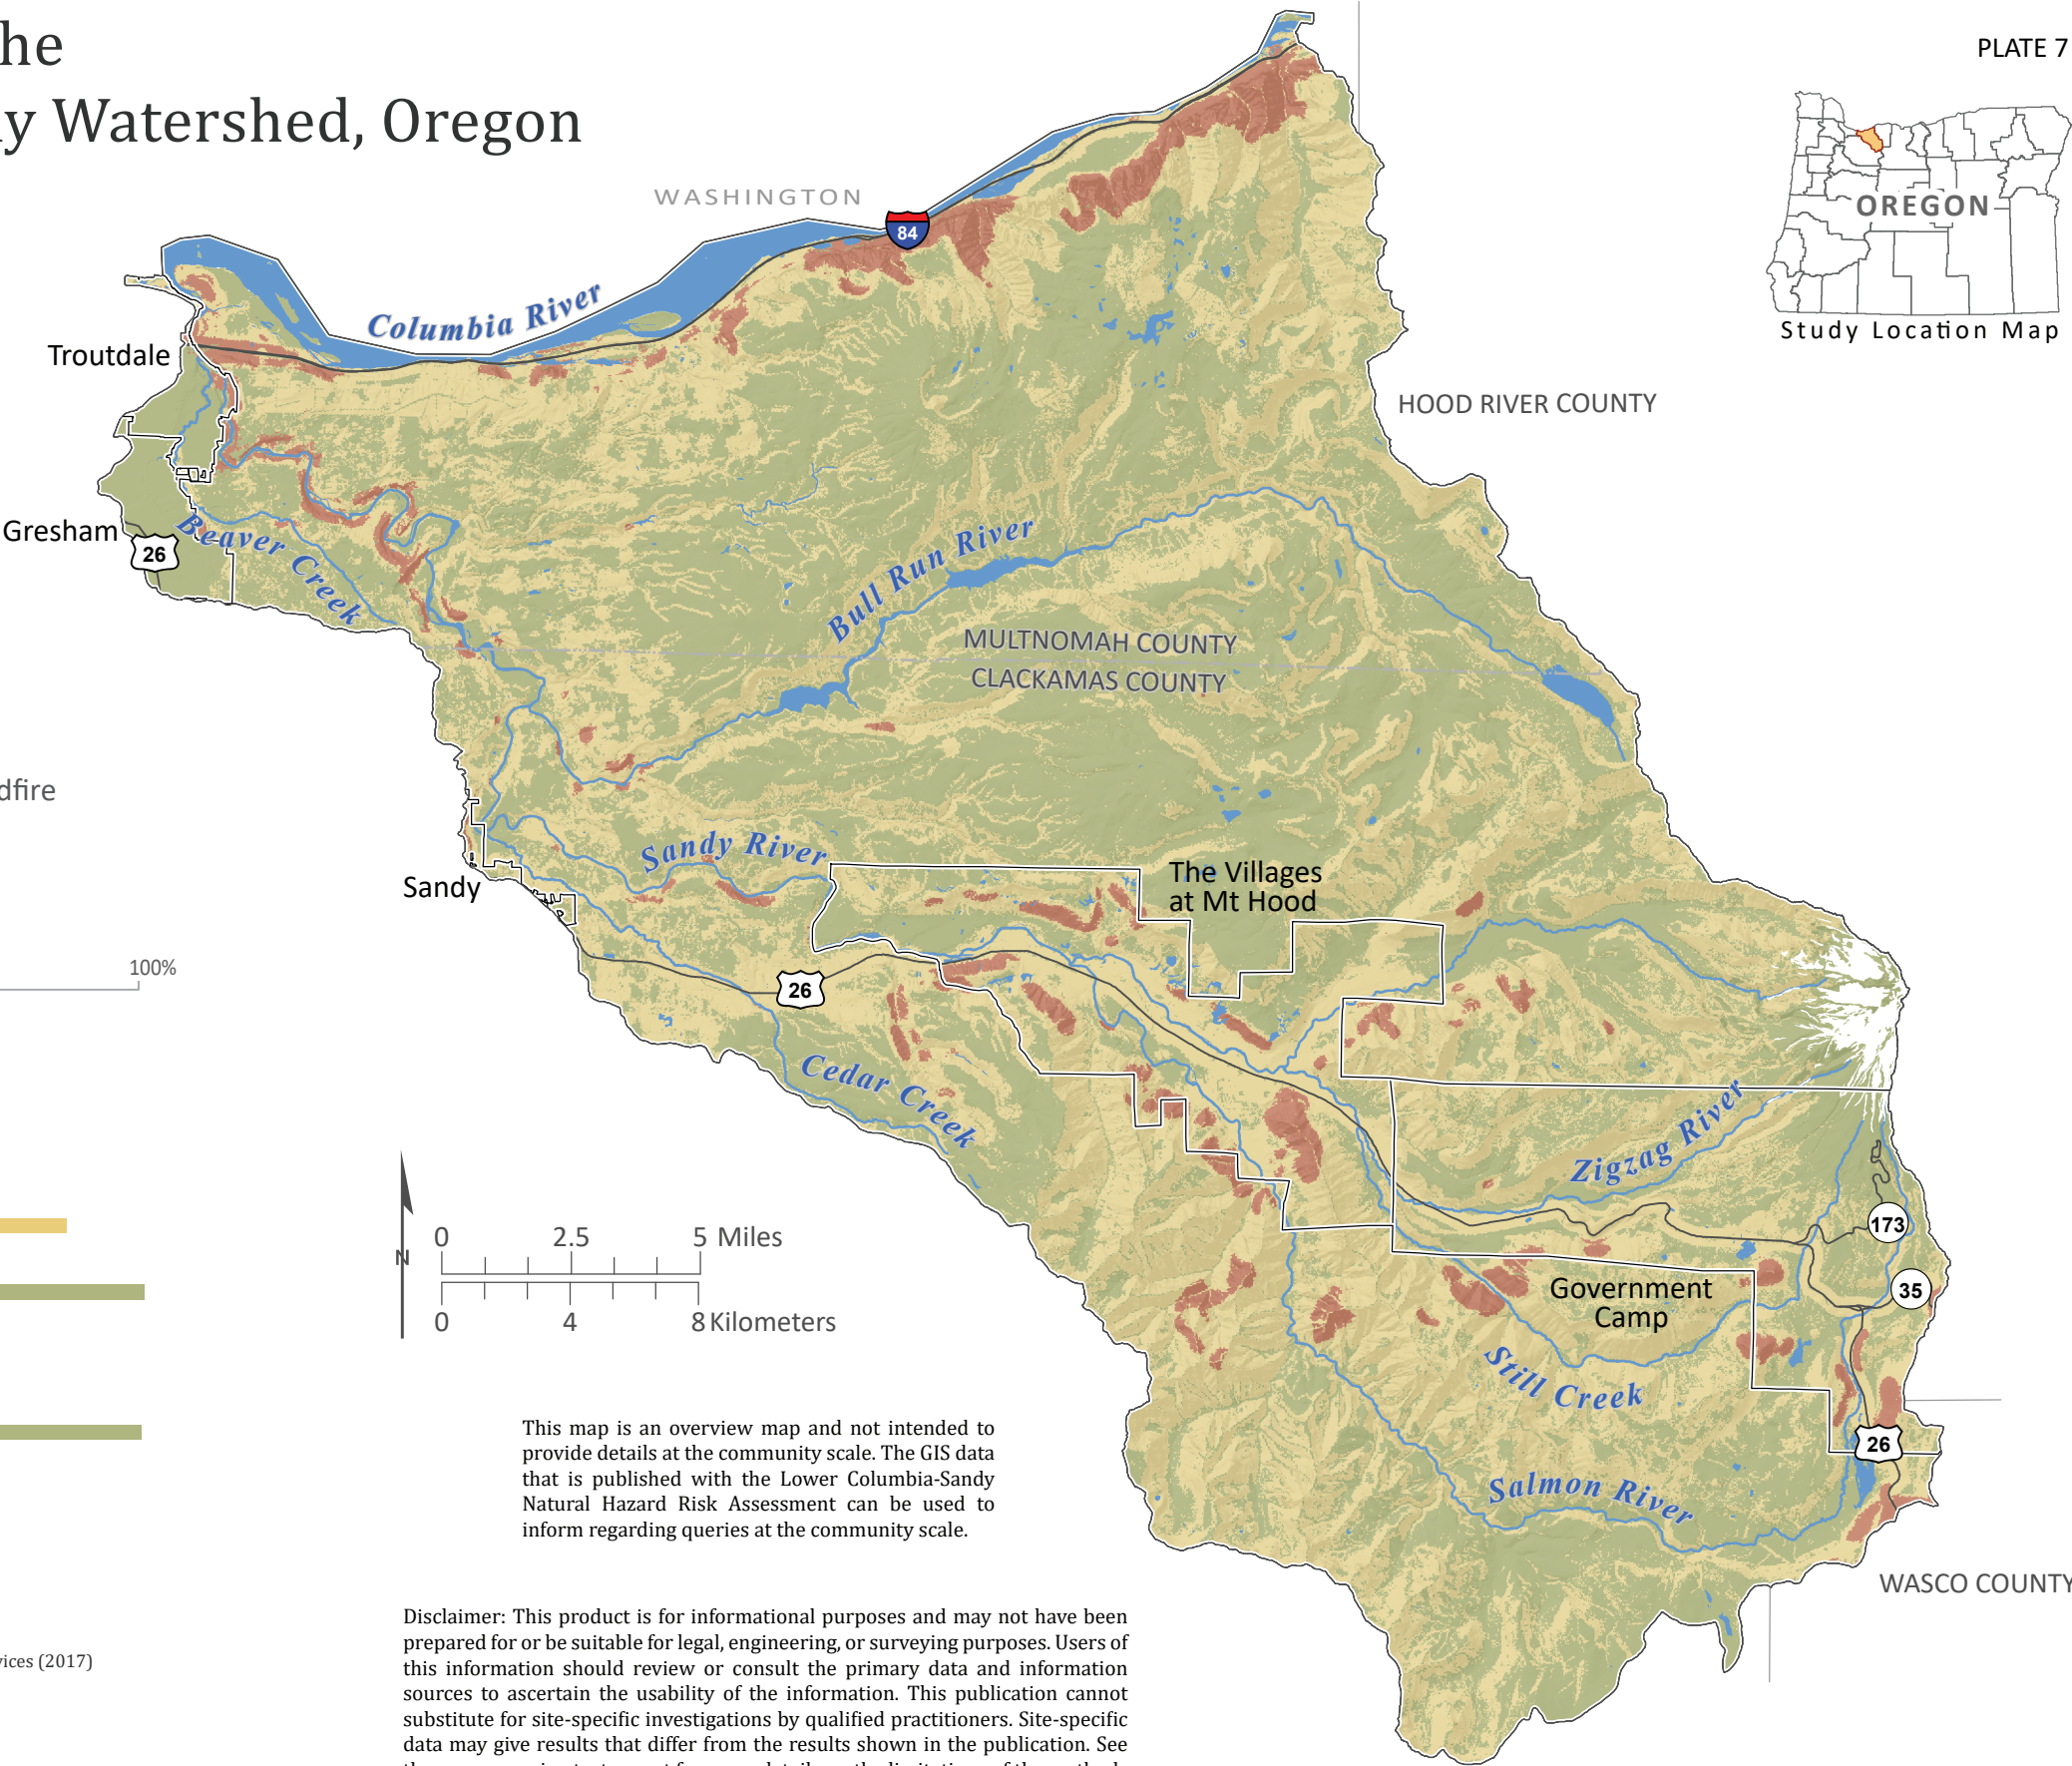 he
y Watershed, Oregon
PLATE 7
OREGON
Study Location Map
WASHINGTON
84
Columbia River
Troutdale
HOOD RIVER COUNTY
Gresham
26
Beaver Creek
Bull Run River
MULTNOMAH COUNTY
CLACKAMAS COUNTY
dfire
Sandy River
Sandy
The Villages
at Mt Hood
100%
26
Cedar Creek
Zigzag River
173
35
Government
Camp
Still Creek
26
Salmon River
WASCO COUNTY
N
0 2.5 5 Miles
0 4 8 Kilometers
This map is an overview map and not intended to
provide details at the community scale. The GIS data
that is published with the Lower Columbia-Sandy
Natural Hazard Risk Assessment can be used to
inform regarding queries at the community scale.
vices (2017)
Disclaimer: This product is for informational purposes and may not have been
prepared for or be suitable for legal, engineering, or surveying purposes. Users of
this information should review or consult the primary data and information
sources to ascertain the usability of the information. This publication cannot
substitute for site-specific investigations by qualified practitioners. Site-specific
data may give results that differ from the results shown in the publication. See